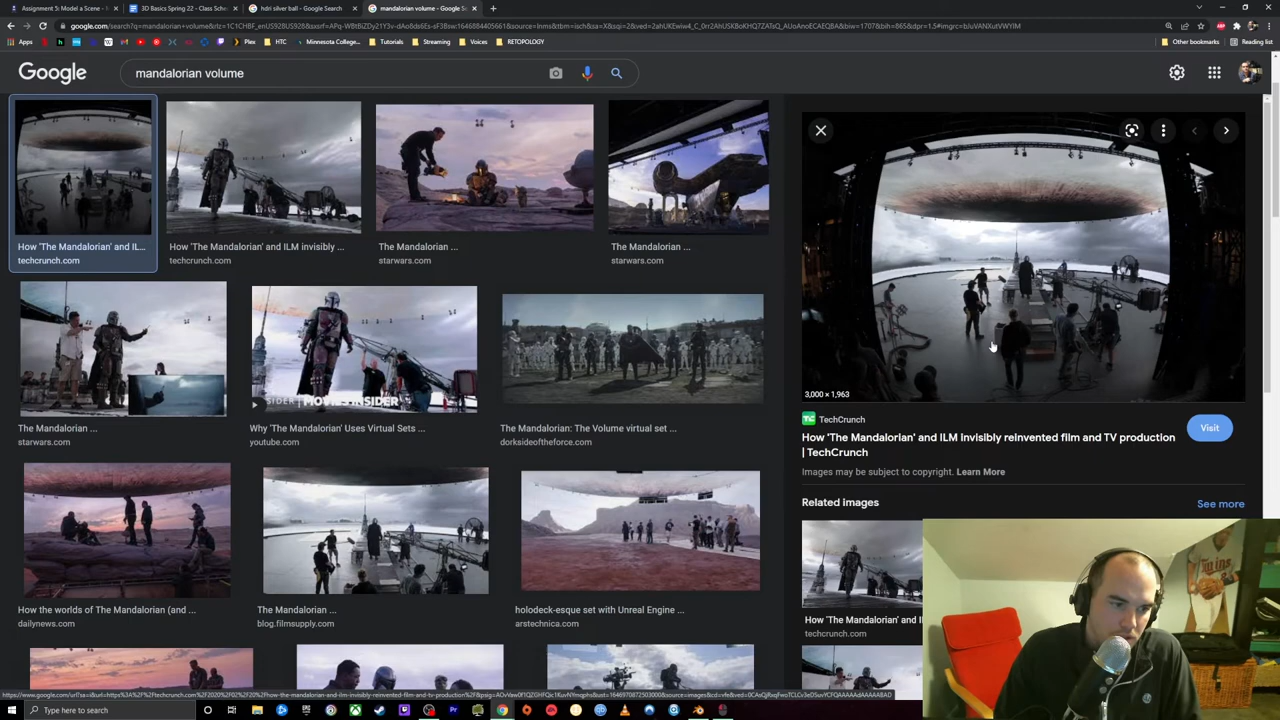 Assignment 5: Model a Scene -
3D Basics Spring 22 - Class Sch
hdri silver ball - Google Search
mandorlian volume - Google S
Apps
Plex
HTC
Minnesota College...
Tutorials
Streaming
Voices
RETOPOLOGY
Other bookmarks
Reading list
Google
mandalorian volume
How 'The Mandalorian' and IL...
techcrunch.com
How 'The Mandalorian' and ILM invisibly ...
techcrunch.com
The Mandalorian ...
starwars.com
The Mandalorian ...
starwars.com
3,000 × 1,963
TechCrunch
How 'The Mandalorian' and ILM invisibly reinvented film and TV production
| TechCrunch
Visit
Images may be subject to copyright. Learn More
SIDER | MOVIES INSIDER
The Mandalorian ...
starwars.com
Why 'The Mandalorian' Uses Virtual Sets ...
youtube.com
The Mandalorian: The Volume virtual set ...
dorksideoftheforce.com
Related images
See more
How 'The Mandalorian' and I
techcrunch.com
How the worlds of The Mandalorian (and ...
dailynews.com
The Mandalorian ...
blog.filmsupply.com
holodeck-esque set with Unreal Engine ...
arstechnica.com
Twins
Type here to search